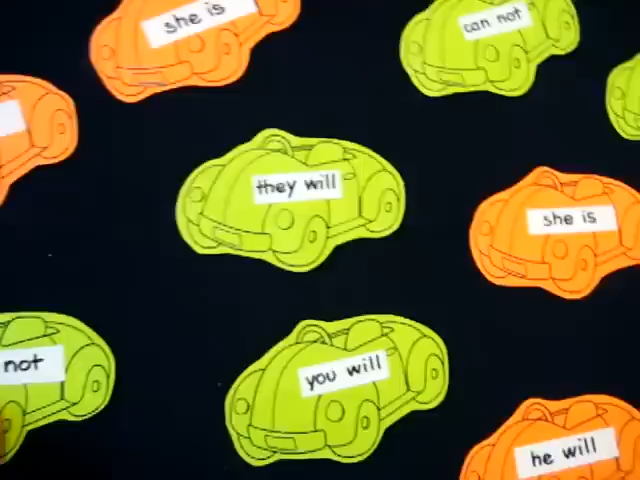 she is
can not
they will
she is
not
you will
he will